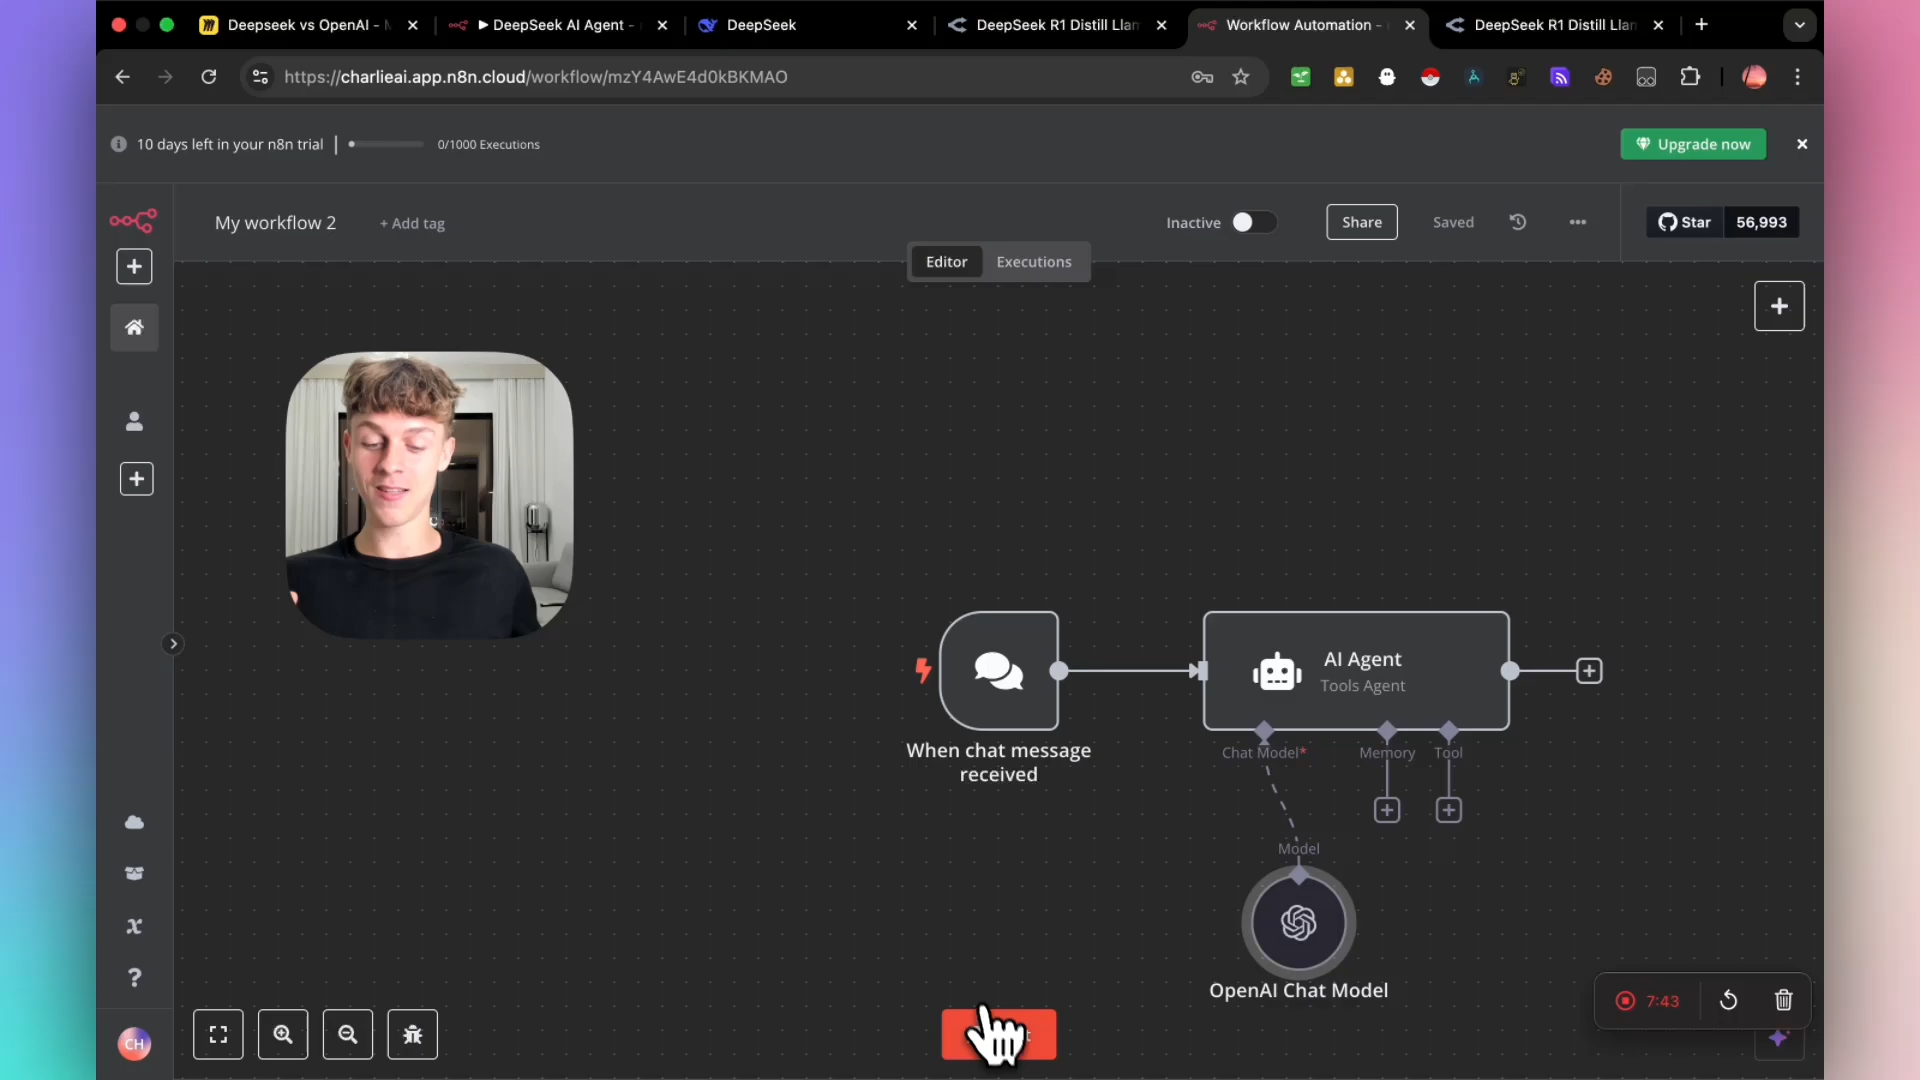 Deepseek vs OpenAI -
DeepSeek AI Agent -
DeepSeek
DeepSeek R1 Distill Llam
Workflow Automation -
DeepSeek R1 Distill Llam
https://charlieai.app.n8n.cloud/workflow/mzY4AwE4d0kBKMAO
10 days left in your n8n trial
0/1000 Executions
Upgrade now
My workflow 2
+ Add tag
Inactive
Share
Saved
Star
56,993
Editor
Executions
AI Agent
Tools Agent
When chat message
received
Chat Model*
Memory
Tool
Model
OpenAI Chat Model
7:43
CH